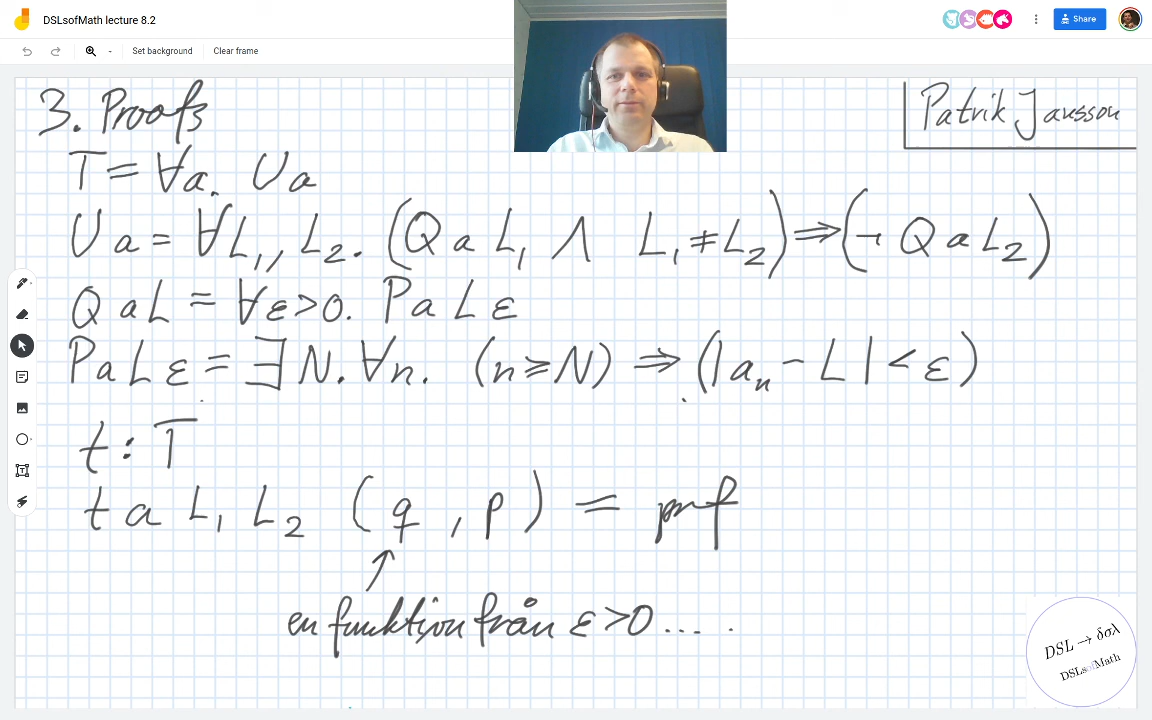 DSLsofMath lecture 8.2
Share
Set background
Clear frame
3. Proofs
Patrik Jansson
T = ∀a. U a
U a = ∀L₁, L₂. (Q a L₁ ∧ L₁ ≠ L₂) ⇒ (¬ Q a L₂)
Q a L = ∀ε>0. P a L ε
P a L ε = ∃N. ∀n. (n ≥ N) ⇒ (|aₙ − L| < ε)
t : T
t a L₁ L₂ (q, p) = prf
↑
en funktion från ε>0 ....
DSL → δσλ
DSLsofMath